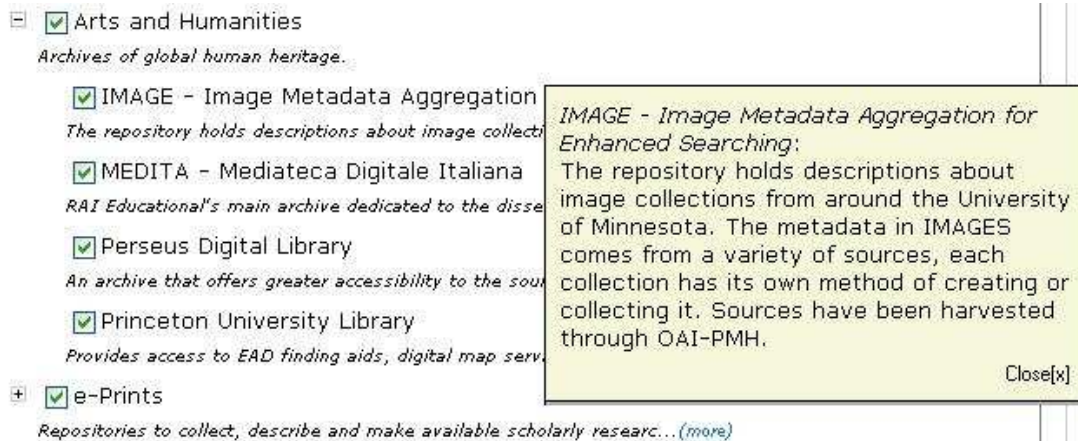 Arts and Humanities
Archives of global human heritage.
IMAGE - Image Metadata Aggregation
The repository holds descriptions about image collecti
MEDITA - Mediateca Digitale Italiana
RAI Educational's main archive dedicated to the disse
Perseus Digital Library
An archive that offers greater accessibility to the sour
Princeton University Library
Provides access to EAD finding aids, digital map serv
e-Prints
Repositories to collect, describe and make available scholarly researc...(more)
IMAGE - Image Metadata Aggregation for
Enhanced Searching:
The repository holds descriptions about
image collections from around the University
of Minnesota. The metadata in IMAGES
comes from a variety of sources, each
collection has its own method of creating or
collecting it. Sources have been harvested
through OAI-PMH.
Close[x]